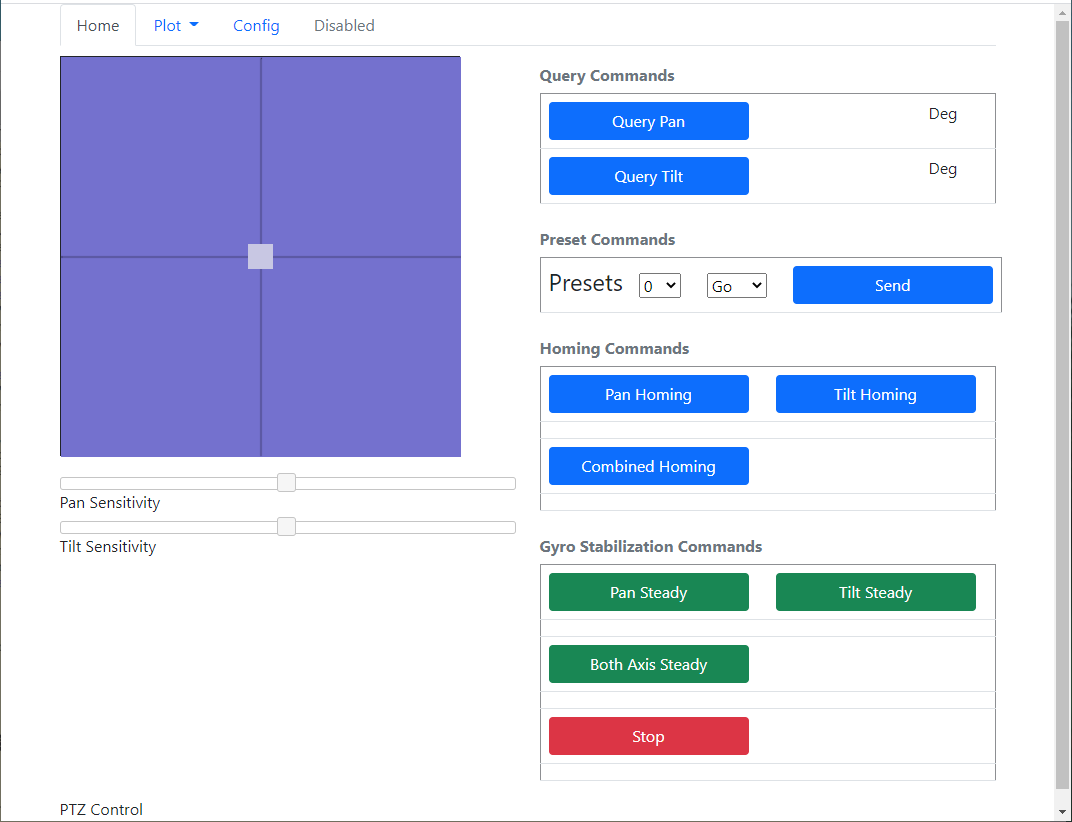 Home Plot Config Disabled
Pan Sensitivity
Tilt Sensitivity
Query Commands
Query Pan Deg
Query Tilt Deg
Preset Commands
Presets 0 Go Send
Homing Commands
Pan Homing Tilt Homing
Combined Homing
Gyro Stabilization Commands
Pan Steady Tilt Steady
Both Axis Steady
Stop
PTZ Control